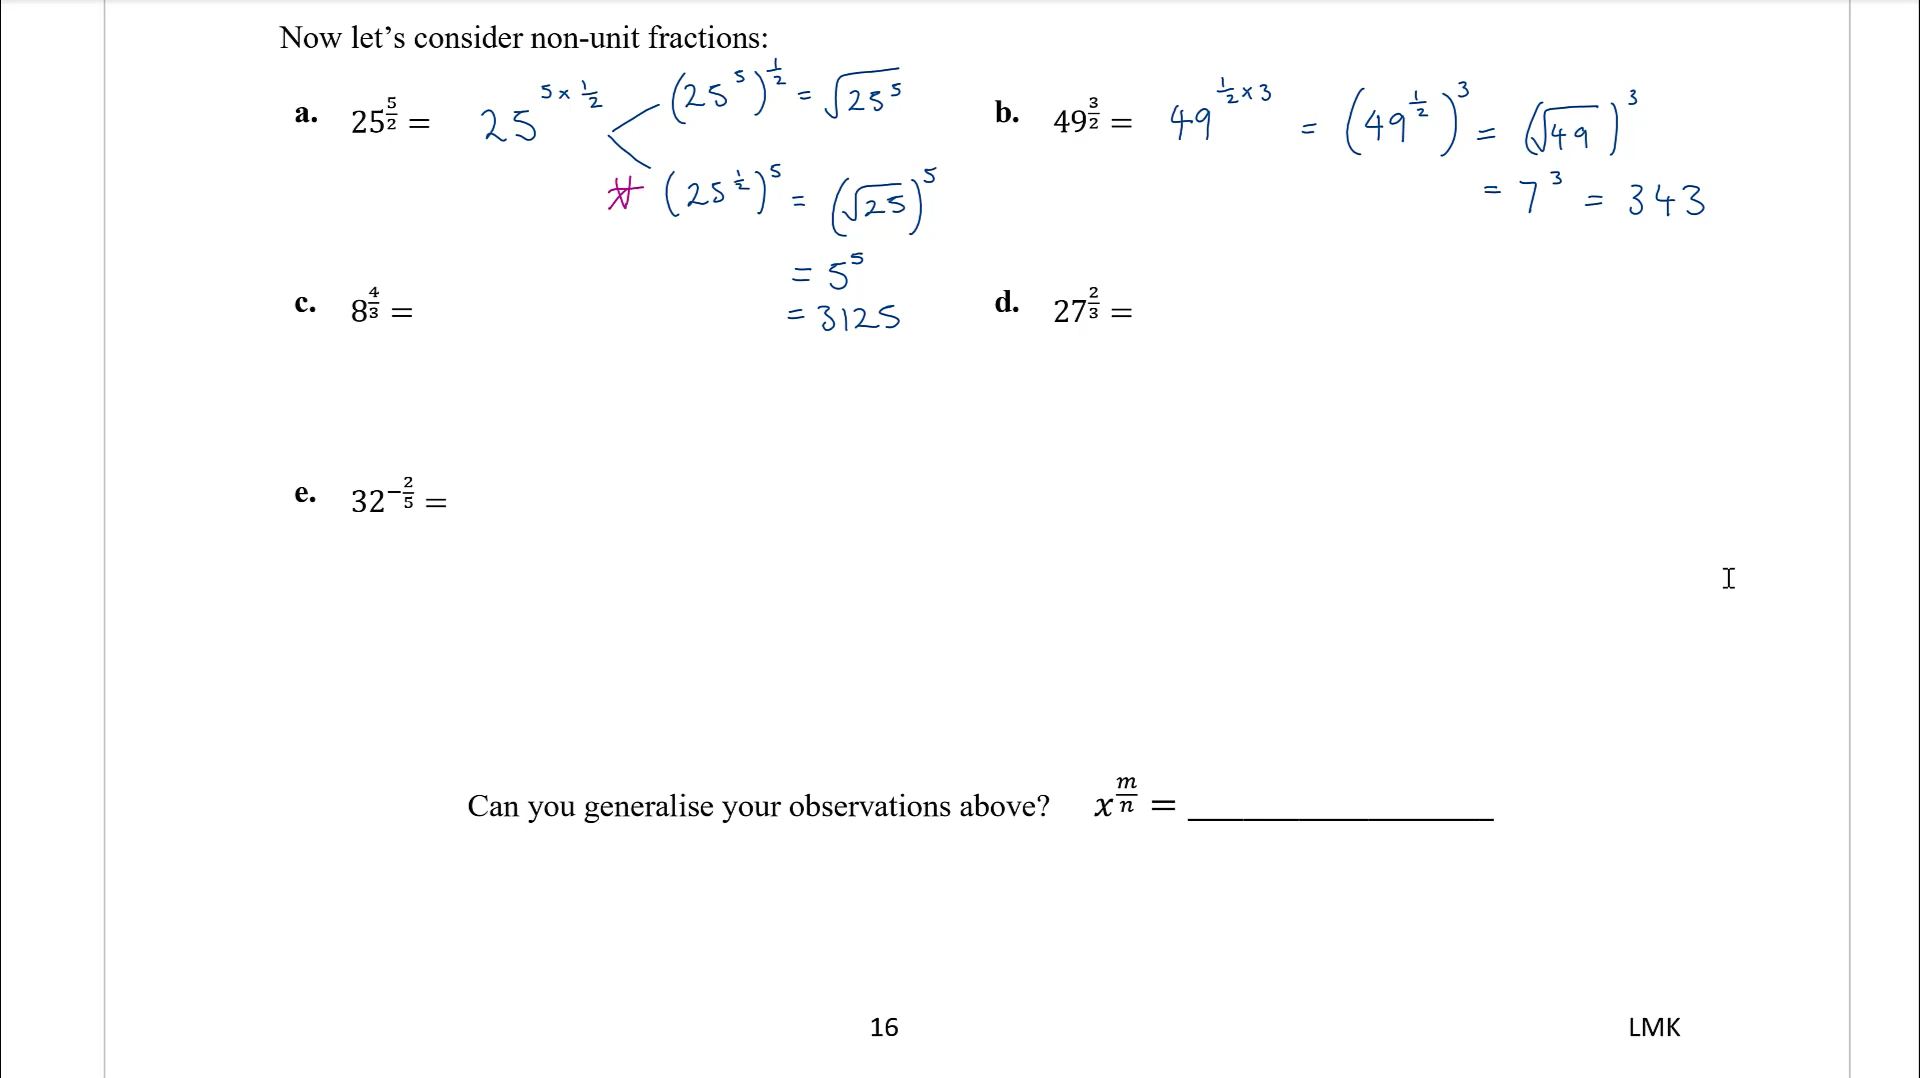 Now let's consider non-unit fractions:
a. 25^(5/2) = 25^(5 × 1/2) (25^5)^(1/2) = √25^5
* (25^(1/2))^5 = (√25)^5
= 5^5
= 3125
b. 49^(3/2) = 49^(1/2 × 3) = (49^(1/2))^3 = (√49)^3
= 7^3 = 343
c. 8^(4/3) =
d. 27^(2/3) =
e. 32^(-2/5) =
Can you generalise your observations above? x^(m/n) = ___________________
16 LMK